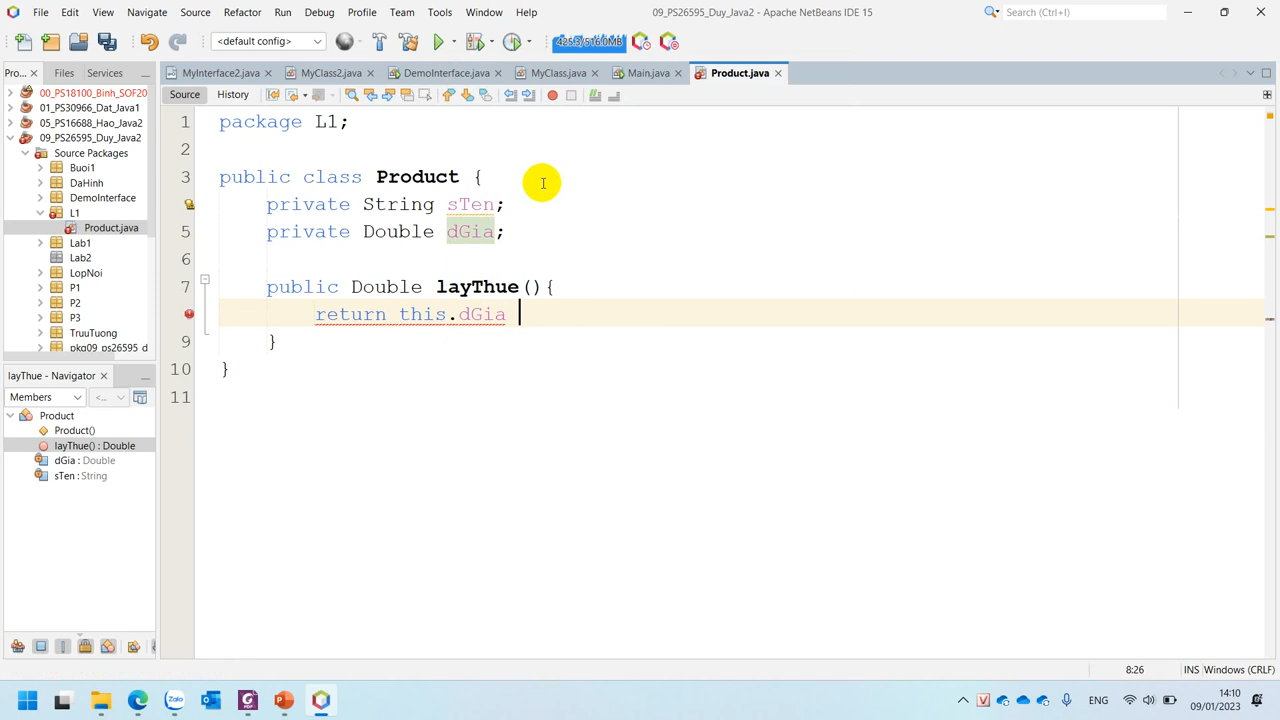 File Edit View Navigate Source Refactor Run Debug Profile Team Tools Window Help
09_PS26595_Duy_Java2 - Apache NetBeans IDE 15
Search (Ctrl+I)
<default config>
425.3/516.0MB
Pro... Files Services
MyInterface2.java MyClass2.java DemoInterface.java MyClass.java Main.java Product.java
Source History
00_PS18100_Binh_SOF20
01_PS30966_Dat_Java1
05_PS16688_Hao_Java2
09_PS26595_Duy_Java2
Source Packages
Buoi1
DaHinh
DemoInterface
L1
Product.java
Lab1
Lab2
LopNoi
P1
P2
P3
TruuTuong
pkg09_ps26595_d
1 package L1;
2
3 public class Product {
private String sTen;
5 private Double dGia;
6
7 public Double layThue(){
return this.dGia
9 }
10 }
11
layThue - Navigator
Members <...
Product
Product()
layThue() : Double
dGia : Double
sTen : String
8:26 INS Windows (CRLF)
Zalo
ENG
14:10
09/01/2023